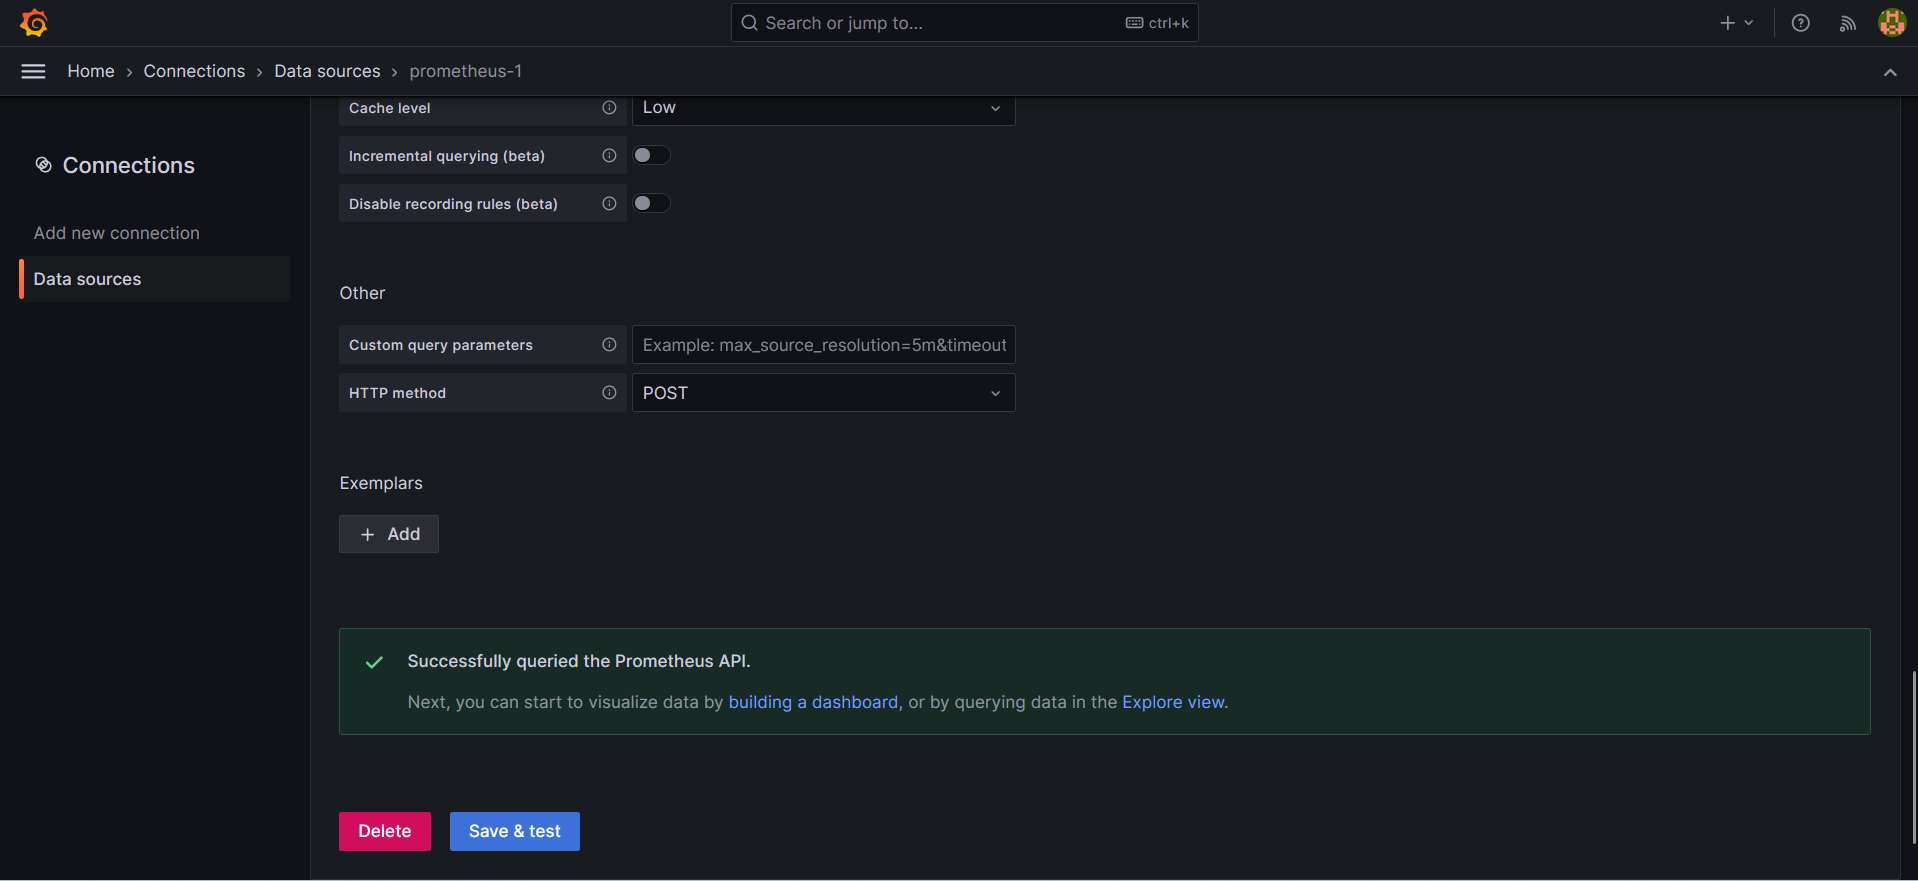 Search or jump to...
ctrl+k
Home › Connections › Data sources › prometheus-1
Connections
Add new connection
Data sources
Cache level
Low
Incremental querying (beta)
Disable recording rules (beta)
Other
Custom query parameters
Example: max_source_resolution=5m&timeout
HTTP method
POST
Exemplars
+ Add
Successfully queried the Prometheus API.
Next, you can start to visualize data by building a dashboard, or by querying data in the Explore view.
Delete
Save & test